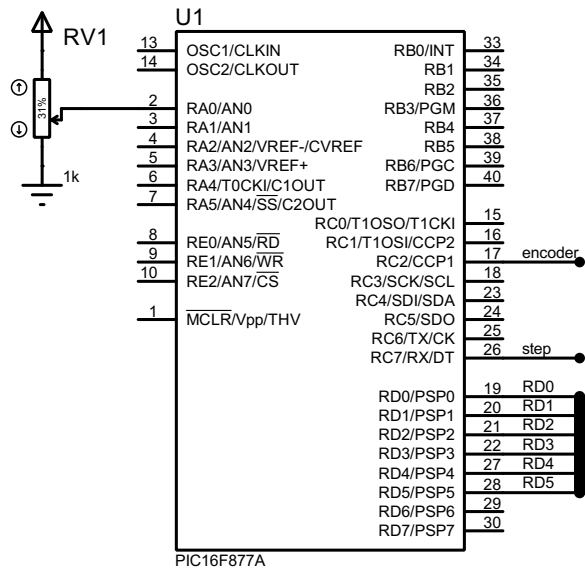 U1
RV1
31%
1k
13 OSC1/CLKIN
14 OSC2/CLKOUT
2 RA0/AN0
3 RA1/AN1
4 RA2/AN2/VREF-/CVREF
5 RA3/AN3/VREF+
6 RA4/T0CKI/C1OUT
7 RA5/AN4/SS/C2OUT
8 RE0/AN5/RD
9 RE1/AN6/WR
10 RE2/AN7/CS
1 MCLR/Vpp/THV
RB0/INT 33
RB1 34
RB2 35
RB3/PGM 36
RB4 37
RB5 38
RB6/PGC 39
RB7/PGD 40
RC0/T1OSO/T1CKI 15
RC1/T1OSI/CCP2 16
RC2/CCP1 17 encoder
RC3/SCK/SCL 18
RC4/SDI/SDA 23
RC5/SDO 24
RC6/TX/CK 25
RC7/RX/DT 26 step
RD0/PSP0 19 RD0
RD1/PSP1 20 RD1
RD2/PSP2 21 RD2
RD3/PSP3 22 RD3
RD4/PSP4 27 RD4
RD5/PSP5 28 RD5
RD6/PSP6 29
RD7/PSP7 30
PIC16F877A